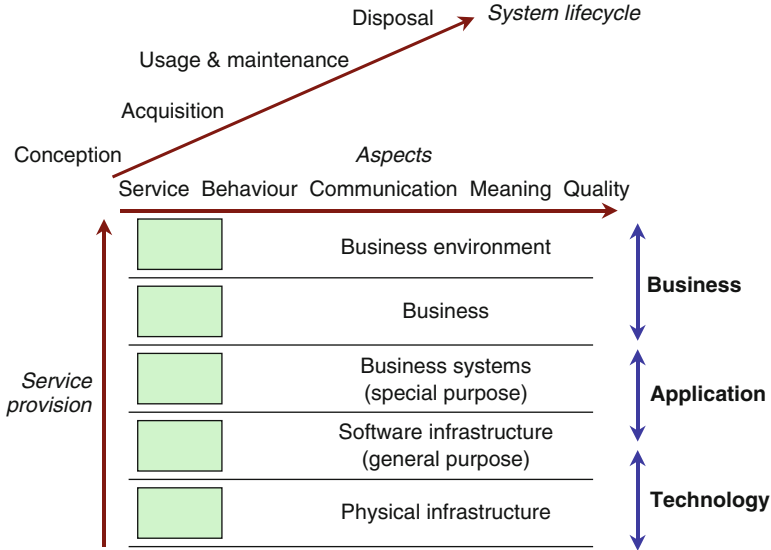 Disposal
System lifecycle
Usage & maintenance
Acquisition
Conception
Aspects
Service Behaviour Communication Meaning Quality
Business environment
Business
Business
Business systems
(special purpose)
Service
provision
Application
Software infrastructure
(general purpose)
Technology
Physical infrastructure